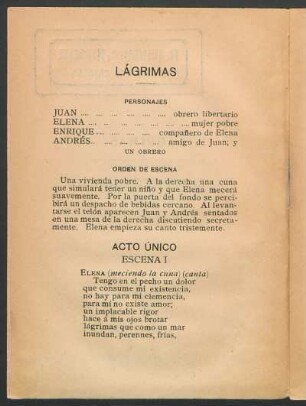 LÁGRIMAS
PERSONAJES
JUAN .... .. .. ... ... ... obrero libertario
ELENA ... ... .. ... ... .. ... mujer pobre
ENRIQUE ... ... ... ... compañero de Elena
ANDRÉS.. ... ... ... ... amigo de Juan; y
UN OBRERO
ORDEN DE ESCENA
Una vivienda pobre. A la derecha una cuna
que simulará tener un niño y que Elena mecerá
suavemente. Por la puerta del fondo se perci-
birá un despacho de bebidas cercano. Al levan-
tarse el telón aparecen Juan y Andrés sentados
en una mesa de la derecha discutiendo secreta-
mente. Elena empieza su canto tristemente.
ACTO ÚNICO
ESCENA I
ELENA (meciendo la cuna) (canta)
Tengo en el pecho un dolor
que consume mi existencia,
no hay para mi clemencia,
para mi no existe amor;
un implacable rigor
hace á mis ojos brotar
lágrimas que como un mar
inundan, perennes, frias,